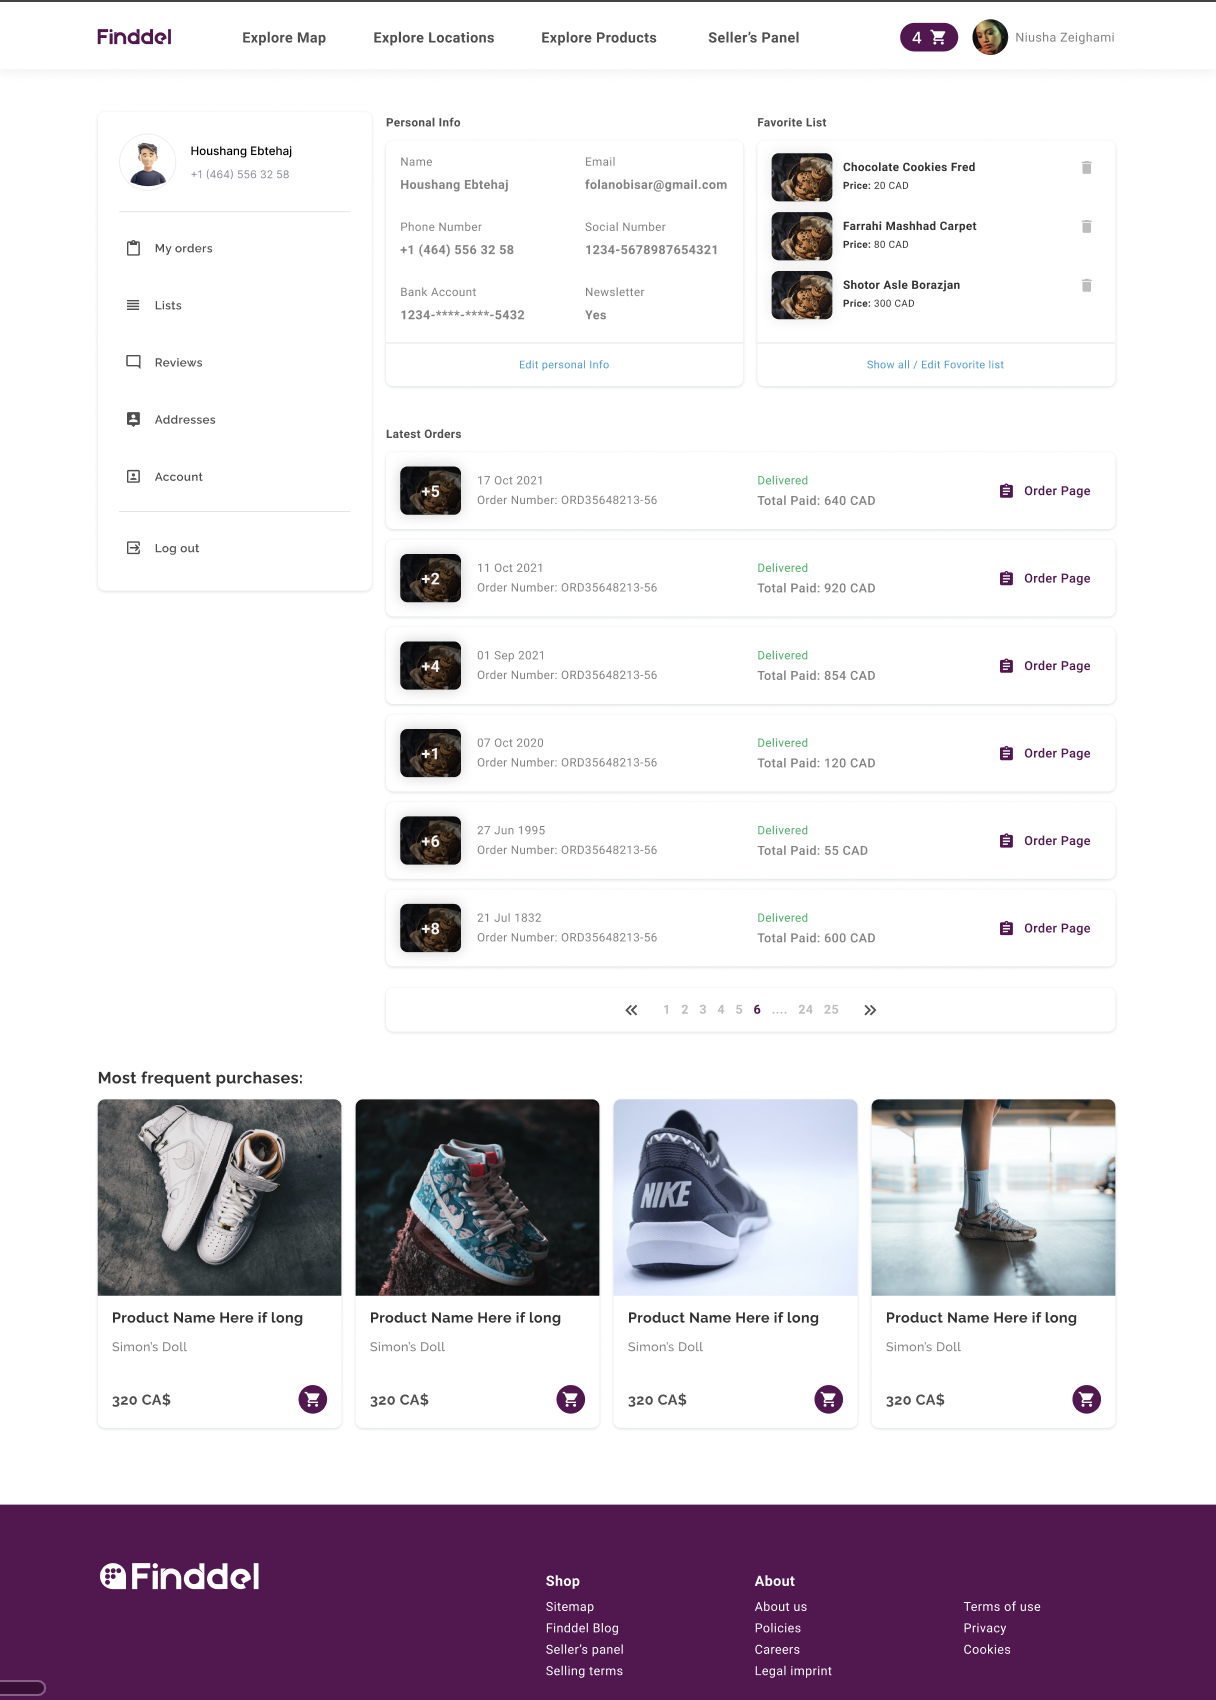 Finddel
Explore Map
Explore Locations
Explore Products
Seller's Panel
4
Niusha Zeighami
Houshang Ebtehaj
+1 (464) 556 32 58
My orders
Lists
Reviews
Addresses
Account
Log out
Personal Info
Name
Houshang Ebtehaj
Email
folanobisar@gmail.com
Phone Number
+1 (464) 556 32 58
Social Number
1234-5678987654321
Bank Account
1234-****-****-5432
Newsletter
Yes
Edit personal Info
Favorite List
Chocolate Cookies Fred
Price: 20 CAD
Farrahi Mashhad Carpet
Price: 80 CAD
Shotor Asle Borazjan
Price: 300 CAD
Show all / Edit Fovorite list
Latest Orders
+5
17 Oct 2021
Order Number: ORD35648213-56
Delivered
Total Paid: 640 CAD
Order Page
+2
11 Oct 2021
Order Number: ORD35648213-56
Delivered
Total Paid: 920 CAD
Order Page
+4
01 Sep 2021
Order Number: ORD35648213-56
Delivered
Total Paid: 854 CAD
Order Page
+1
07 Oct 2020
Order Number: ORD35648213-56
Delivered
Total Paid: 120 CAD
Order Page
+6
27 Jun 1995
Order Number: ORD35648213-56
Delivered
Total Paid: 55 CAD
Order Page
+8
21 Jul 1832
Order Number: ORD35648213-56
Delivered
Total Paid: 600 CAD
Order Page
1 2 3 4 5 6 .... 24 25
Most frequent purchases:
NIKE
Product Name Here if long
Simon's Doll
320 CA$
Product Name Here if long
Simon's Doll
320 CA$
Product Name Here if long
Simon's Doll
320 CA$
Product Name Here if long
Simon's Doll
320 CA$
Finddel
Shop
Sitemap
Finddel Blog
Seller's panel
Selling terms
About
About us
Policies
Careers
Legal imprint
Terms of use
Privacy
Cookies